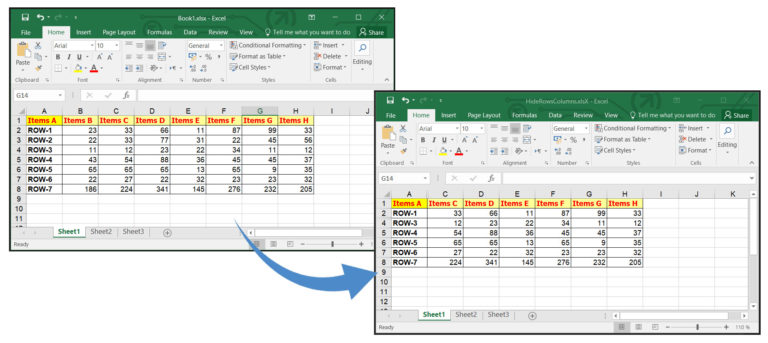 Book1.xlsx - Excel
File Home Insert Page Layout Formulas Data Review View Tell me what you want to do Share
Arial 10 General Conditional Formatting Insert
Paste B I U A A % Format as Table Delete Editing
Cell Styles Format
Clipboard Font Alignment Number Styles Cells
G14 fx
A B C D E F G H I J
1 Items A Items B Items C Items D Items E Items F Items G Items H
2 ROW-1 23 33 66 11 87 99 33
3 ROW-2 22 33 77 31 22 45 56
4 ROW-3 11 12 23 22 34 11 12
5 ROW-4 43 54 88 36 45 45 37
6 ROW-5 65 65 65 13 65 9 35
7 ROW-6 22 27 22 32 23 23 32
8 ROW-7 186 224 341 145 276 232 205
9
10
11
12
Sheet1 Sheet2 Sheet3
Ready
HideRowsColumns.xlsX - Excel
File Home Insert Page Layout Formulas Data Review View Tell me what you want to do Share
Arial 10 General Conditional Formatting Insert
Paste B I U A A % Format as Table Delete Editing
Cell Styles Format
Clipboard Font Alignment Number Styles Cells
G14 fx
A C D E F G H I J K
1 Items A Items C Items D Items E Items F Items G Items H
2 ROW-1 33 66 11 87 99 33
4 ROW-3 12 23 22 34 11 12
5 ROW-4 54 88 36 45 45 37
6 ROW-5 65 65 13 65 9 35
7 ROW-6 27 22 32 23 23 32
8 ROW-7 224 341 145 276 232 205
9
10
11
12
Sheet1 Sheet2 Sheet3
Ready 110 %